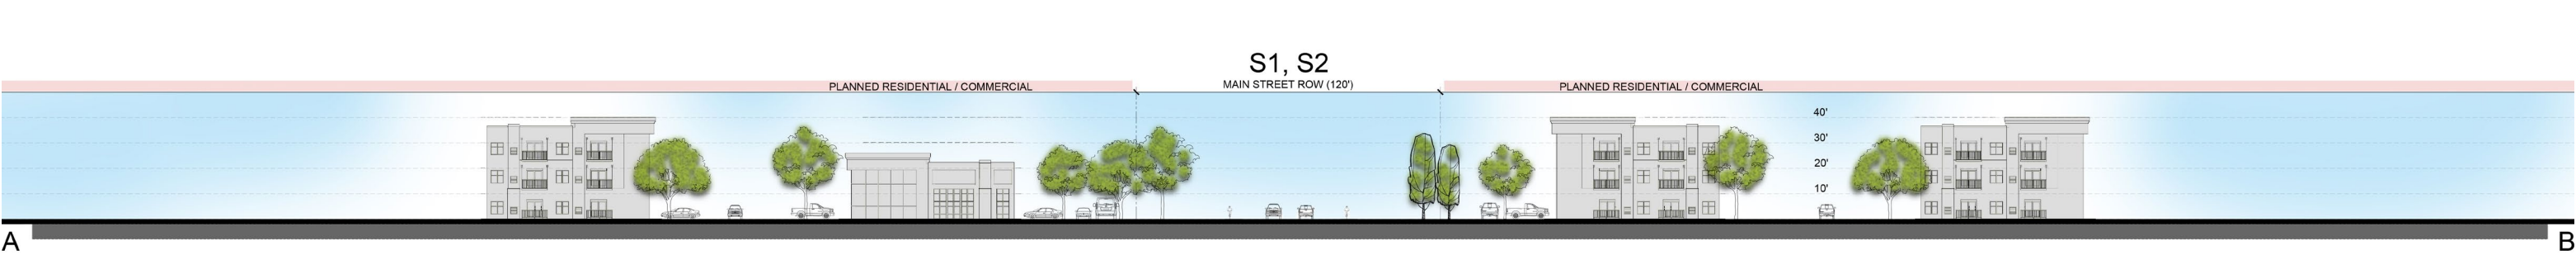 S1, S2
PLANNED RESIDENTIAL / COMMERCIAL
MAIN STREET ROW (120')
PLANNED RESIDENTIAL / COMMERCIAL
40'
30'
20'
10'
A
B